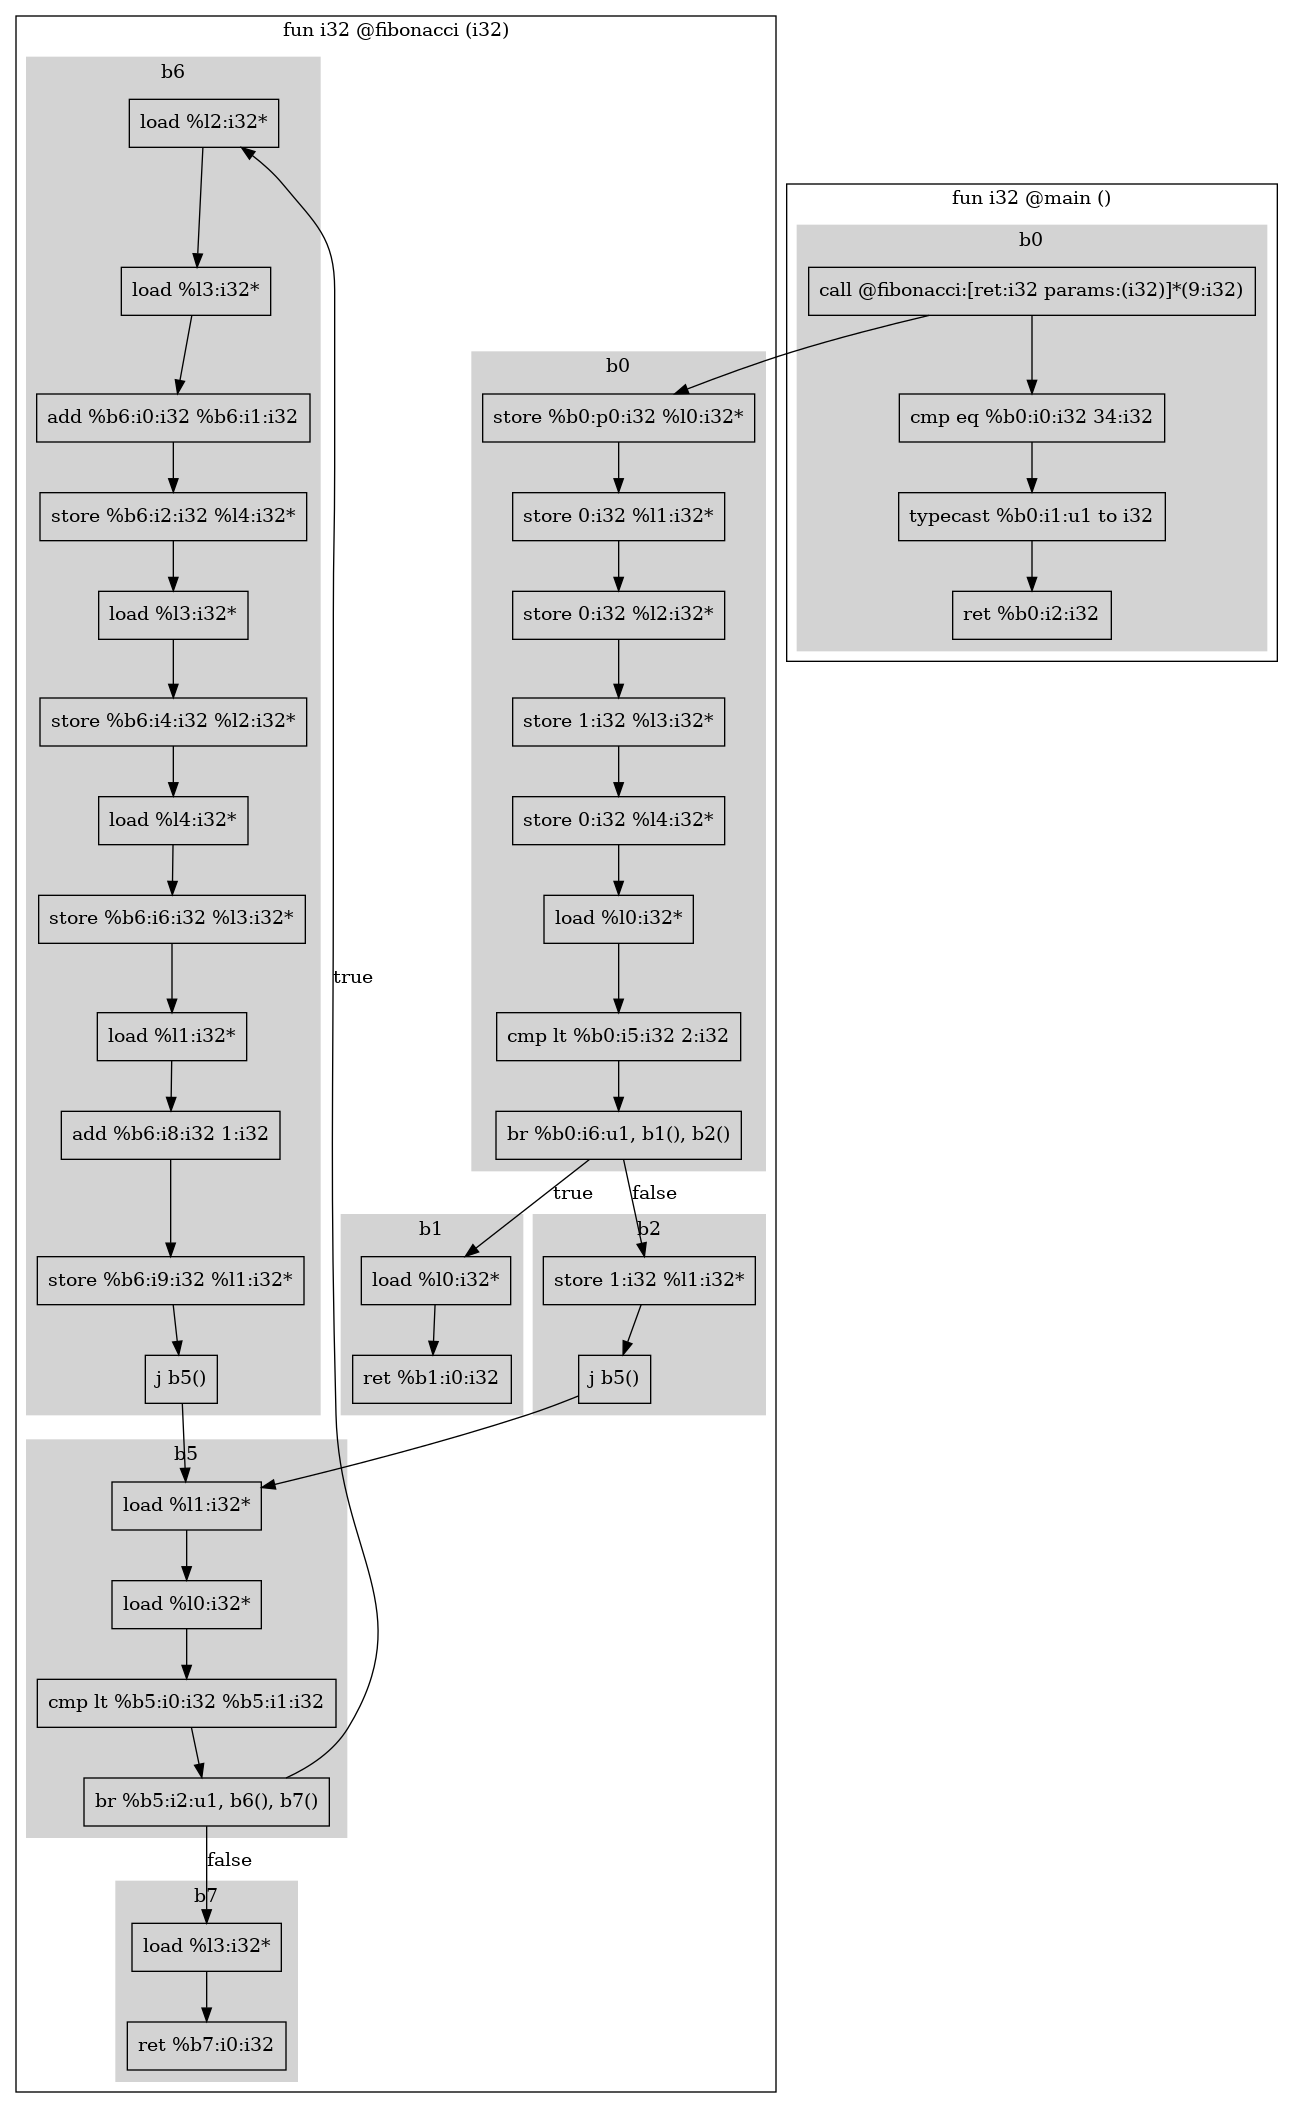 fun i32 @fibonacci (i32)
b6
load %l2:i32*
load %l3:i32*
add %b6:i0:i32 %b6:i1:i32
store %b6:i2:i32 %l4:i32*
load %l3:i32*
store %b6:i4:i32 %l2:i32*
load %l4:i32*
store %b6:i6:i32 %l3:i32*
load %l1:i32*
add %b6:i8:i32 1:i32
store %b6:i9:i32 %l1:i32*
j b5()
true
b0
store %b0:p0:i32 %l0:i32*
store 0:i32 %l1:i32*
store 0:i32 %l2:i32*
store 1:i32 %l3:i32*
store 0:i32 %l4:i32*
load %l0:i32*
cmp lt %b0:i5:i32 2:i32
br %b0:i6:u1, b1(), b2()
true
false
b1
load %l0:i32*
ret %b1:i0:i32
b2
store 1:i32 %l1:i32*
j b5()
b5
load %l1:i32*
load %l0:i32*
cmp lt %b5:i0:i32 %b5:i1:i32
br %b5:i2:u1, b6(), b7()
false
b7
load %l3:i32*
ret %b7:i0:i32
fun i32 @main ()
b0
call @fibonacci:[ret:i32 params:(i32)]*(9:i32)
cmp eq %b0:i0:i32 34:i32
typecast %b0:i1:u1 to i32
ret %b0:i2:i32